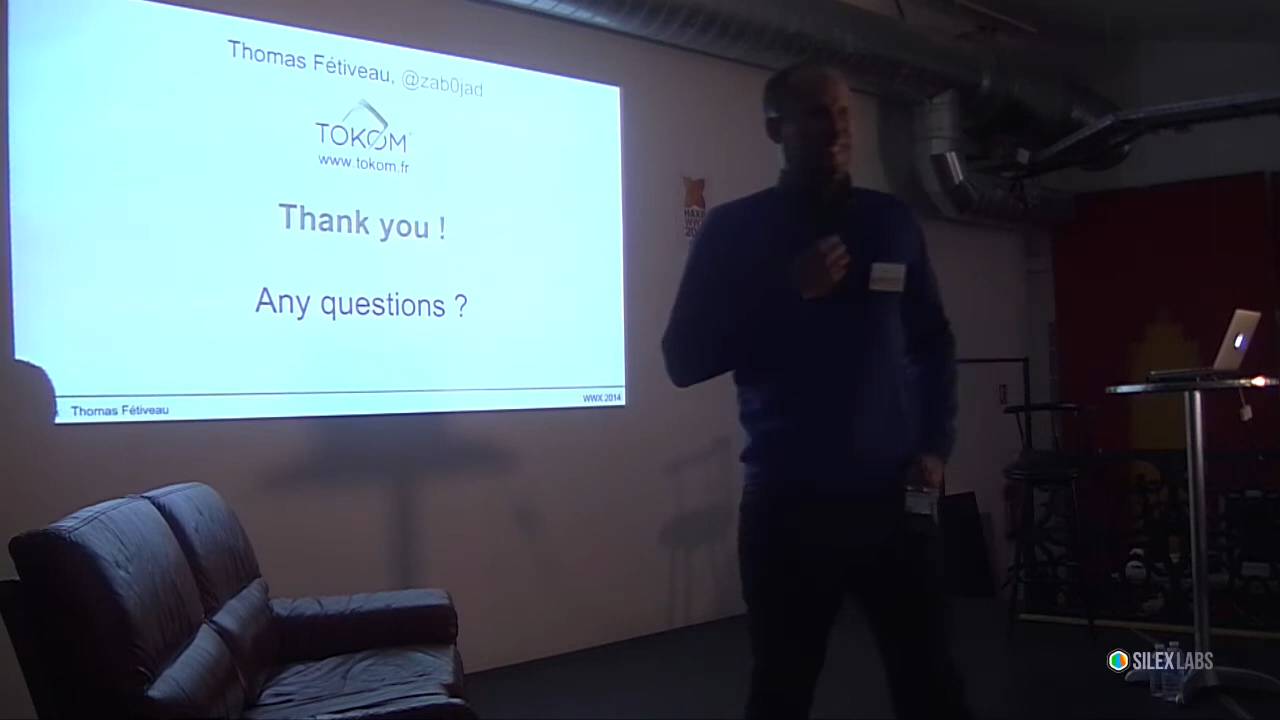 Thomas Fétiveau, @zab0jad
TOKOM
www.tokom.fr
Thank you !
Any questions ?
Thomas Fétiveau
WWX 2014
SILEX LABS